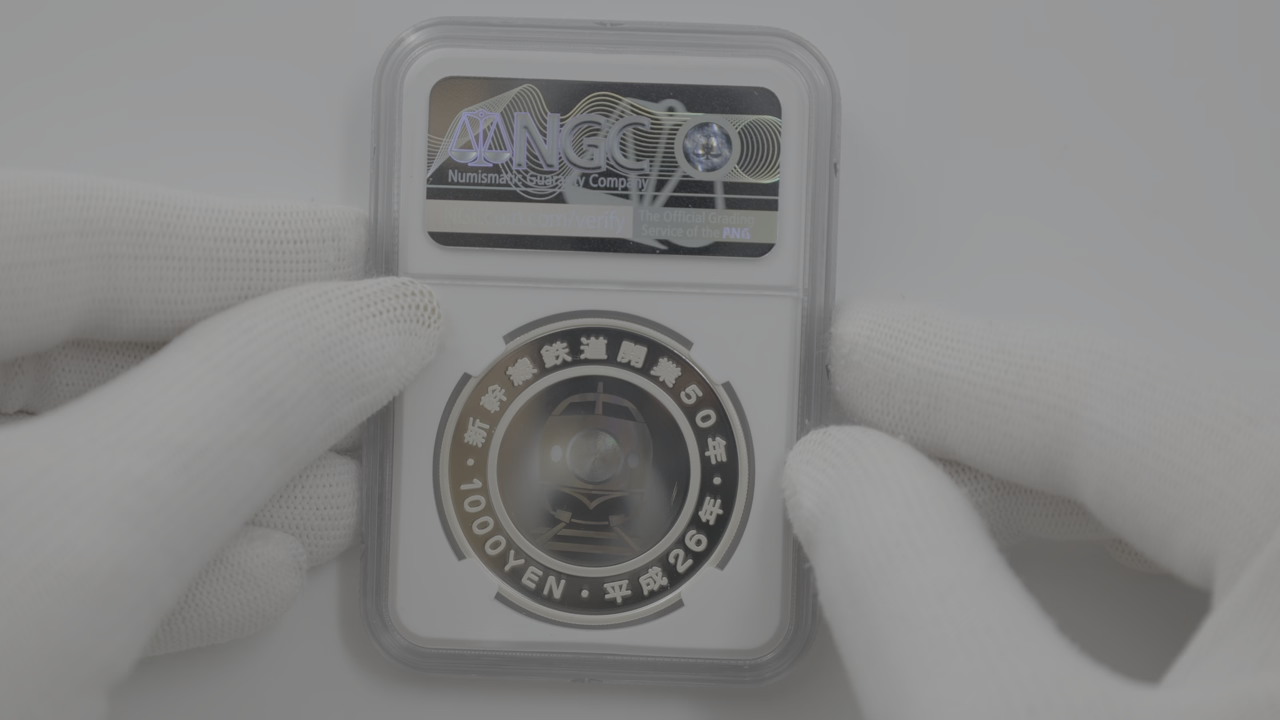 NGC
Numismatic Guaranty Company
The Official Grading
Service of the PNG
新幹線鉄道開業50年・平成26年・1000YEN・